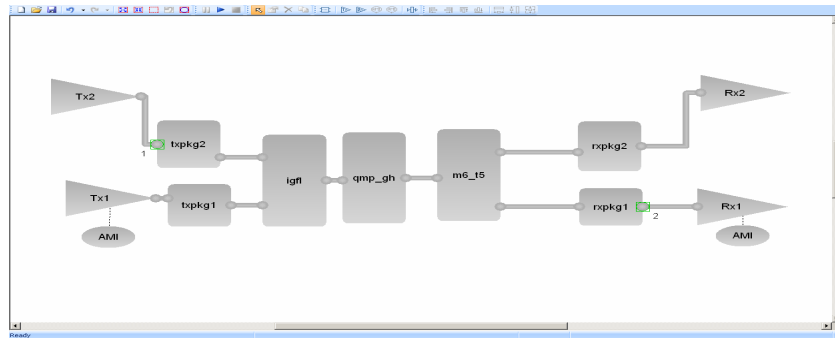 Tx2
Rx2
1
txpkg2
rxpkg2
igfl
qmp_gh
m6_t5
Tx1
txpkg1
rxpkg1
2
Rx1
AMI
AMI
Ready